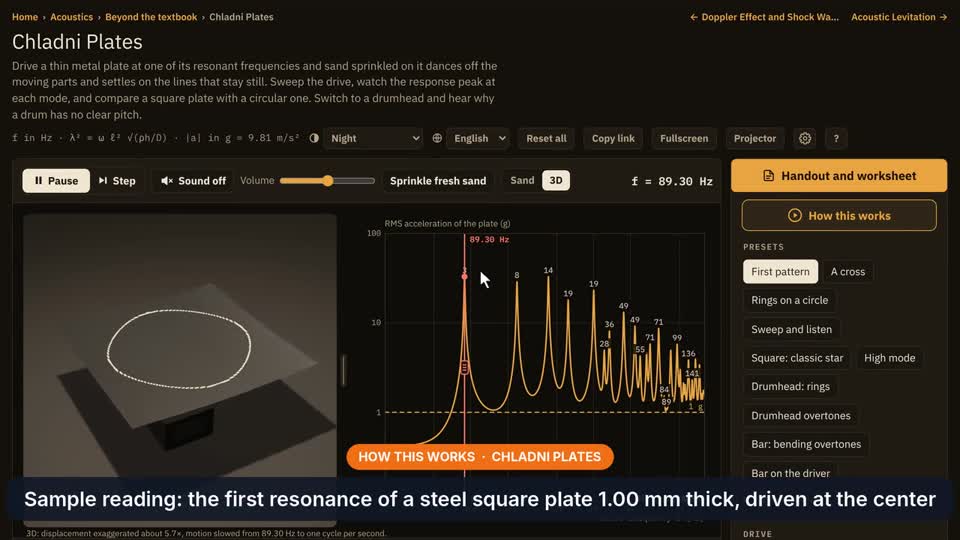 Home › Acoustics › Beyond the textbook › Chladni Plates
← Doppler Effect and Shock Wa... Acoustic Levitation →
Chladni Plates
Drive a thin metal plate at one of its resonant frequencies and sand sprinkled on it dances off the
moving parts and settles on the lines that stay still. Sweep the drive, watch the response peak at
each mode, and compare a square plate with a circular one. Switch to a drumhead and hear why
a drum has no clear pitch.
f in Hz · λ² = ω ℓ² √(ρh/D) · |a| in g = 9.81 m/s² Night English Reset all Copy link Fullscreen Projector ?
Pause Step Sound off Volume Sprinkle fresh sand Sand 3D f = 89.30 Hz
Handout and worksheet
How this works
PRESETS
First pattern A cross
Rings on a circle
Sweep and listen
Square: classic star High mode
Drumhead: rings
Drumhead overtones
Bar: bending overtones
Bar on the driver
DRIVE
RMS acceleration of the plate (g)
100
89.30 Hz
8 14 19 19 28 36 49 49 55 71 71 84 89 99 136 141
10
1
HOW THIS WORKS · CHLADNI PLATES
Sample reading: the first resonance of a steel square plate 1.00 mm thick, driven at the center
3D: displacement exaggerated about 5.7×, motion slowed from 89.30 Hz to one cycle per second.